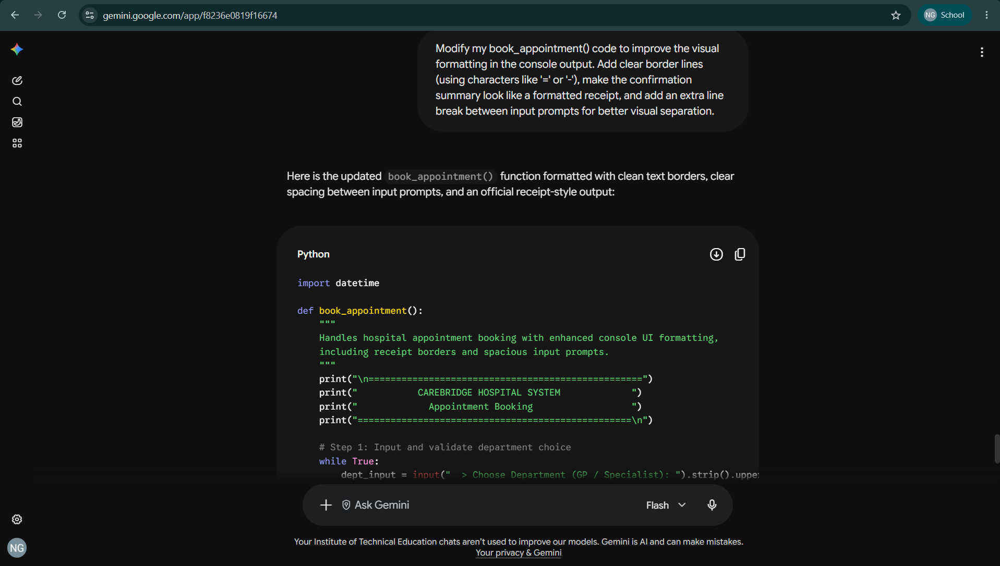 gemini.google.com/app/f8236e0819f16674
NG School
Modify my book_appointment() code to improve the visual
formatting in the console output. Add clear border lines
(using characters like '=' or '-'), make the confirmation
summary look like a formatted receipt, and add an extra line
break between input prompts for better visual separation.
Here is the updated book_appointment() function formatted with clean text borders, clear
spacing between input prompts, and an official receipt-style output:
Python
import datetime
def book_appointment():
"""
Handles hospital appointment booking with enhanced console UI formatting,
including receipt borders and spacious input prompts.
"""
print("\n==================================================")
print("           CAREBRIDGE HOSPITAL SYSTEM             ")
print("             Appointment Booking                  ")
print("==================================================\n")
# Step 1: Input and validate department choice
while True:
dept_input = input("  > Choose Department (GP / Specialist): ").strip().upper
Ask Gemini
Flash
NG
Your Institute of Technical Education chats aren’t used to improve our models. Gemini is AI and can make mistakes.
Your privacy & Gemini